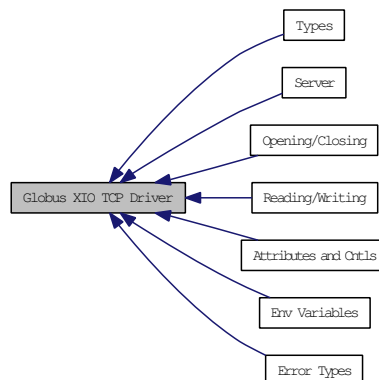 Types
Server
Opening/Closing
Globus XIO TCP Driver
Reading/Writing
Attributes and Cntls
Env Variables
Error Types